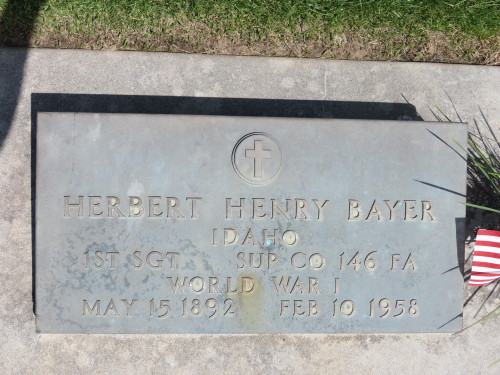 HERBERT HENRY BAYER
IDAHO
1ST SGT SUP CO 146 FA
WORLD WAR I
MAY 15 1892 FEB 10 1958